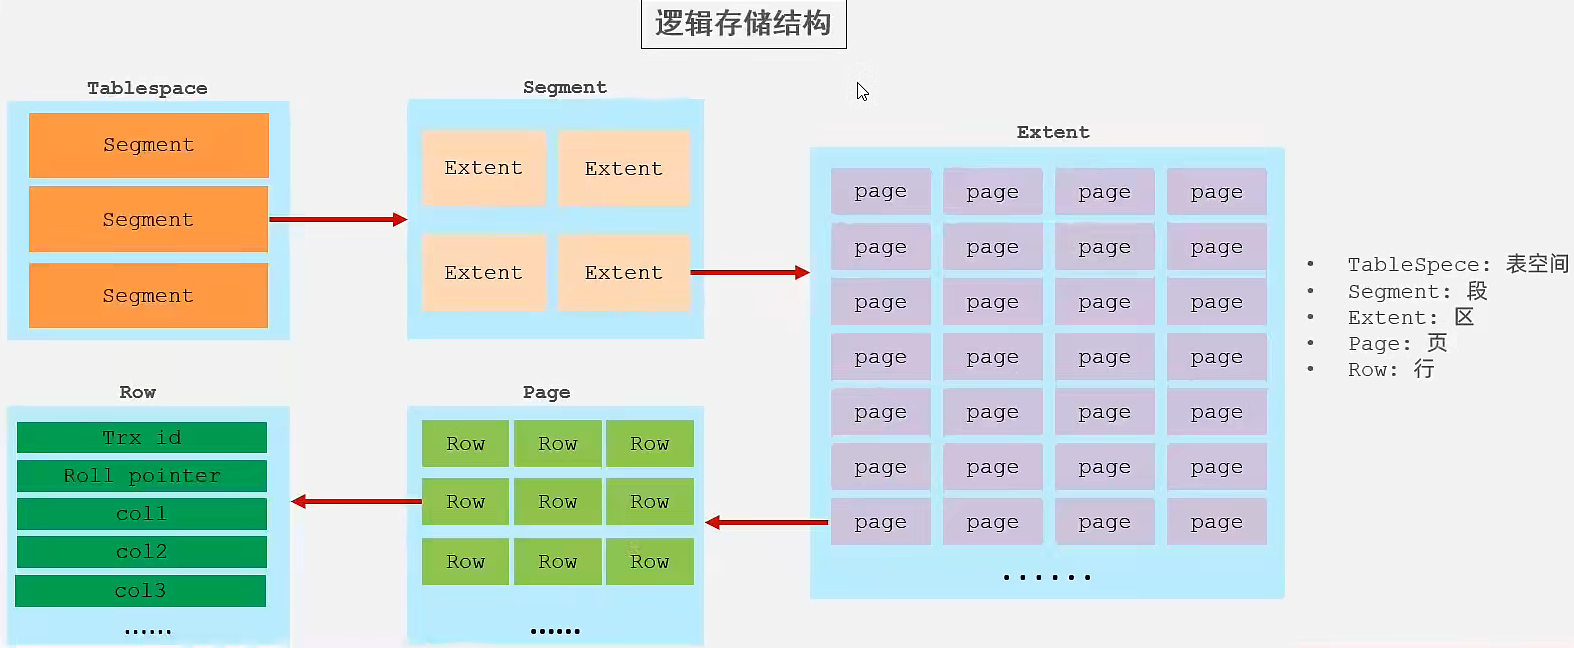 逻辑存储结构
Tablespace
Segment
Segment
Segment
Segment
Extent Extent
Extent Extent
Extent
page page page page
page page page page
page page page page
page page page page
page page page page
page page page page
page page page page
......
TableSpece: 表空间
Segment: 段
Extent: 区
Page: 页
Row: 行
Row
Trx id
Roll pointer
col1
col2
col3
......
Page
Row Row Row
Row Row Row
Row Row Row
......